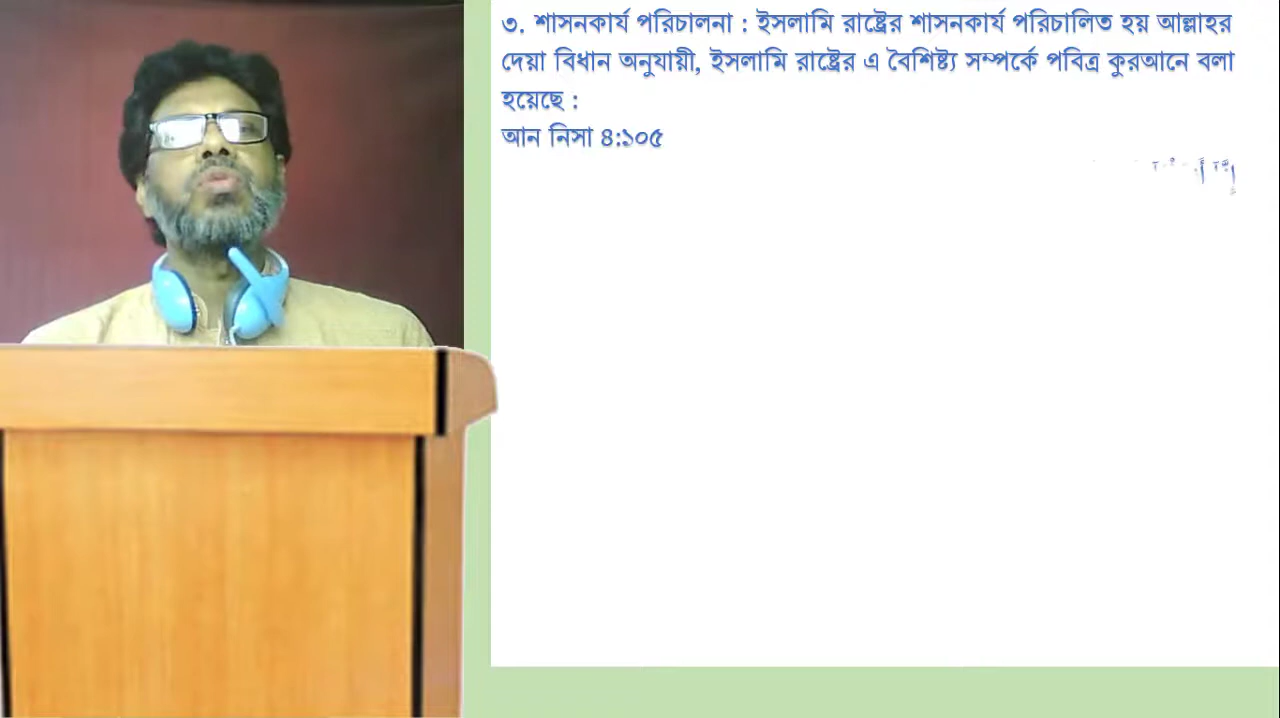 ৩. শাসনকার্য পরিচালনা : ইসলামি রাষ্ট্রের শাসনকার্য পরিচালিত হয় আল্লাহর
দেয়া বিধান অনুযায়ী, ইসলামি রাষ্ট্রের এ বৈশিষ্ট্য সম্পর্কে পবিত্র কুরআনে বলা
হয়েছে :
আন নিসা ৪:১০৫